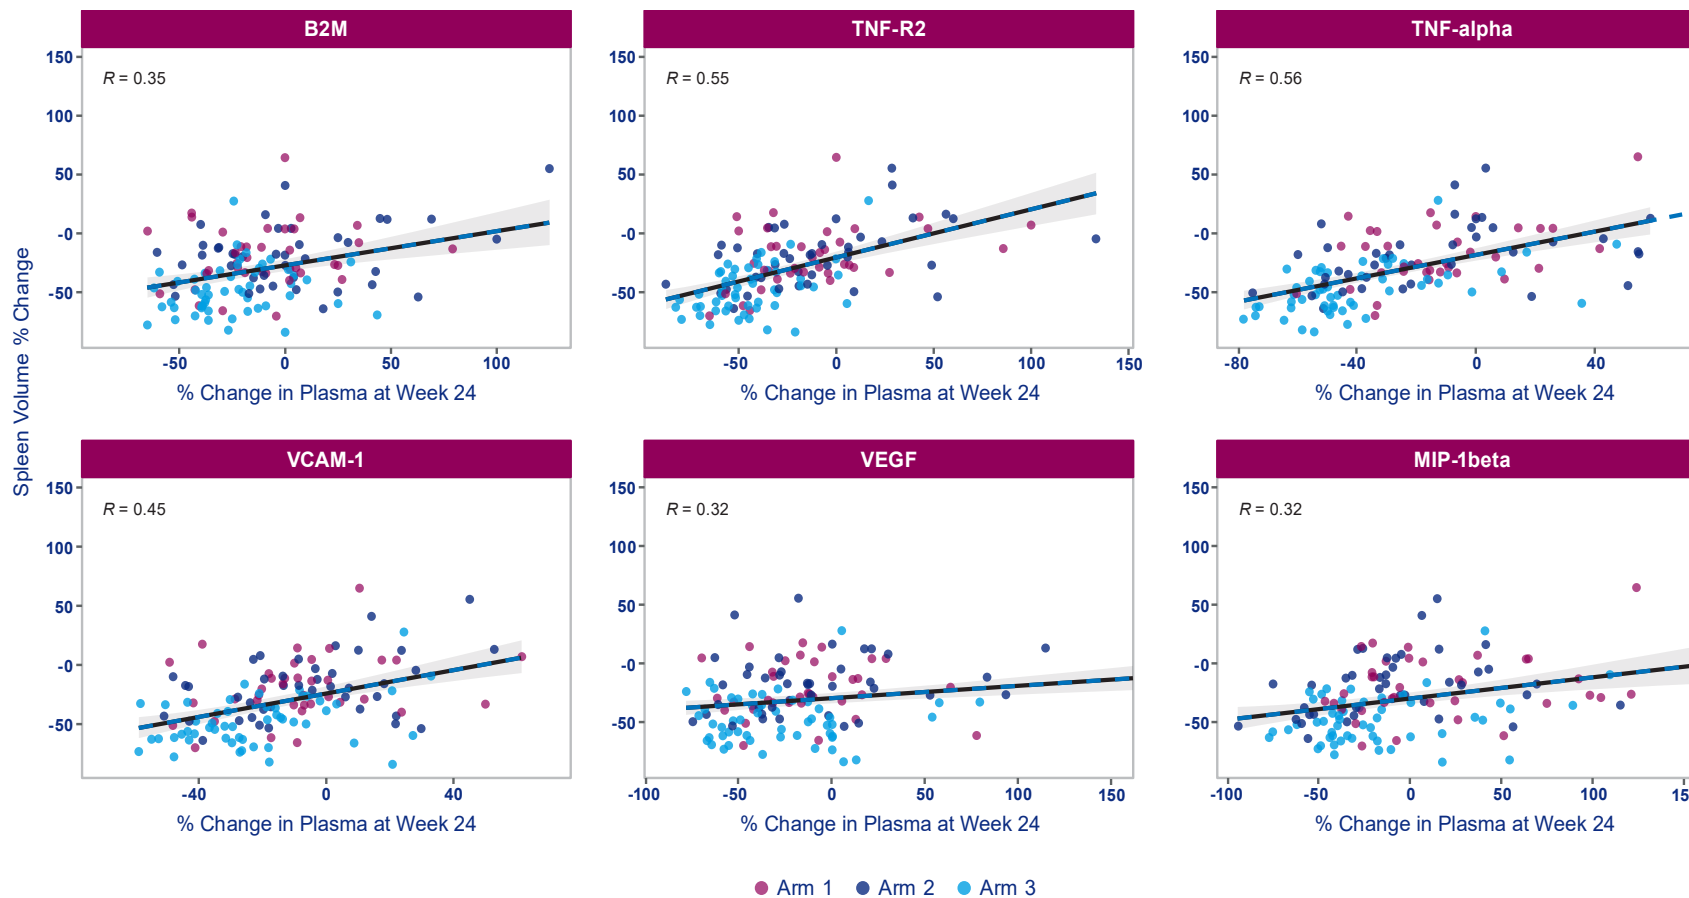 B2M
TNF-R2
TNF-alpha
R = 0.35
R = 0.55
R = 0.56
150
100
50
-0
-50
150
100
50
-0
-50
150
100
50
-0
-50
-50 0 50 100
-50 0 50 100 150
-80 -40 0 40
% Change in Plasma at Week 24
% Change in Plasma at Week 24
% Change in Plasma at Week 24
Spleen Volume % Change
VCAM-1
VEGF
MIP-1beta
R = 0.45
R = 0.32
R = 0.32
150
100
50
-0
-50
150
100
50
-0
-50
150
100
50
-0
-50
-40 0 40
-100 -50 0 50 100 150
-100 -50 0 50 100 15
% Change in Plasma at Week 24
% Change in Plasma at Week 24
% Change in Plasma at Week 24
Arm 1 Arm 2 Arm 3